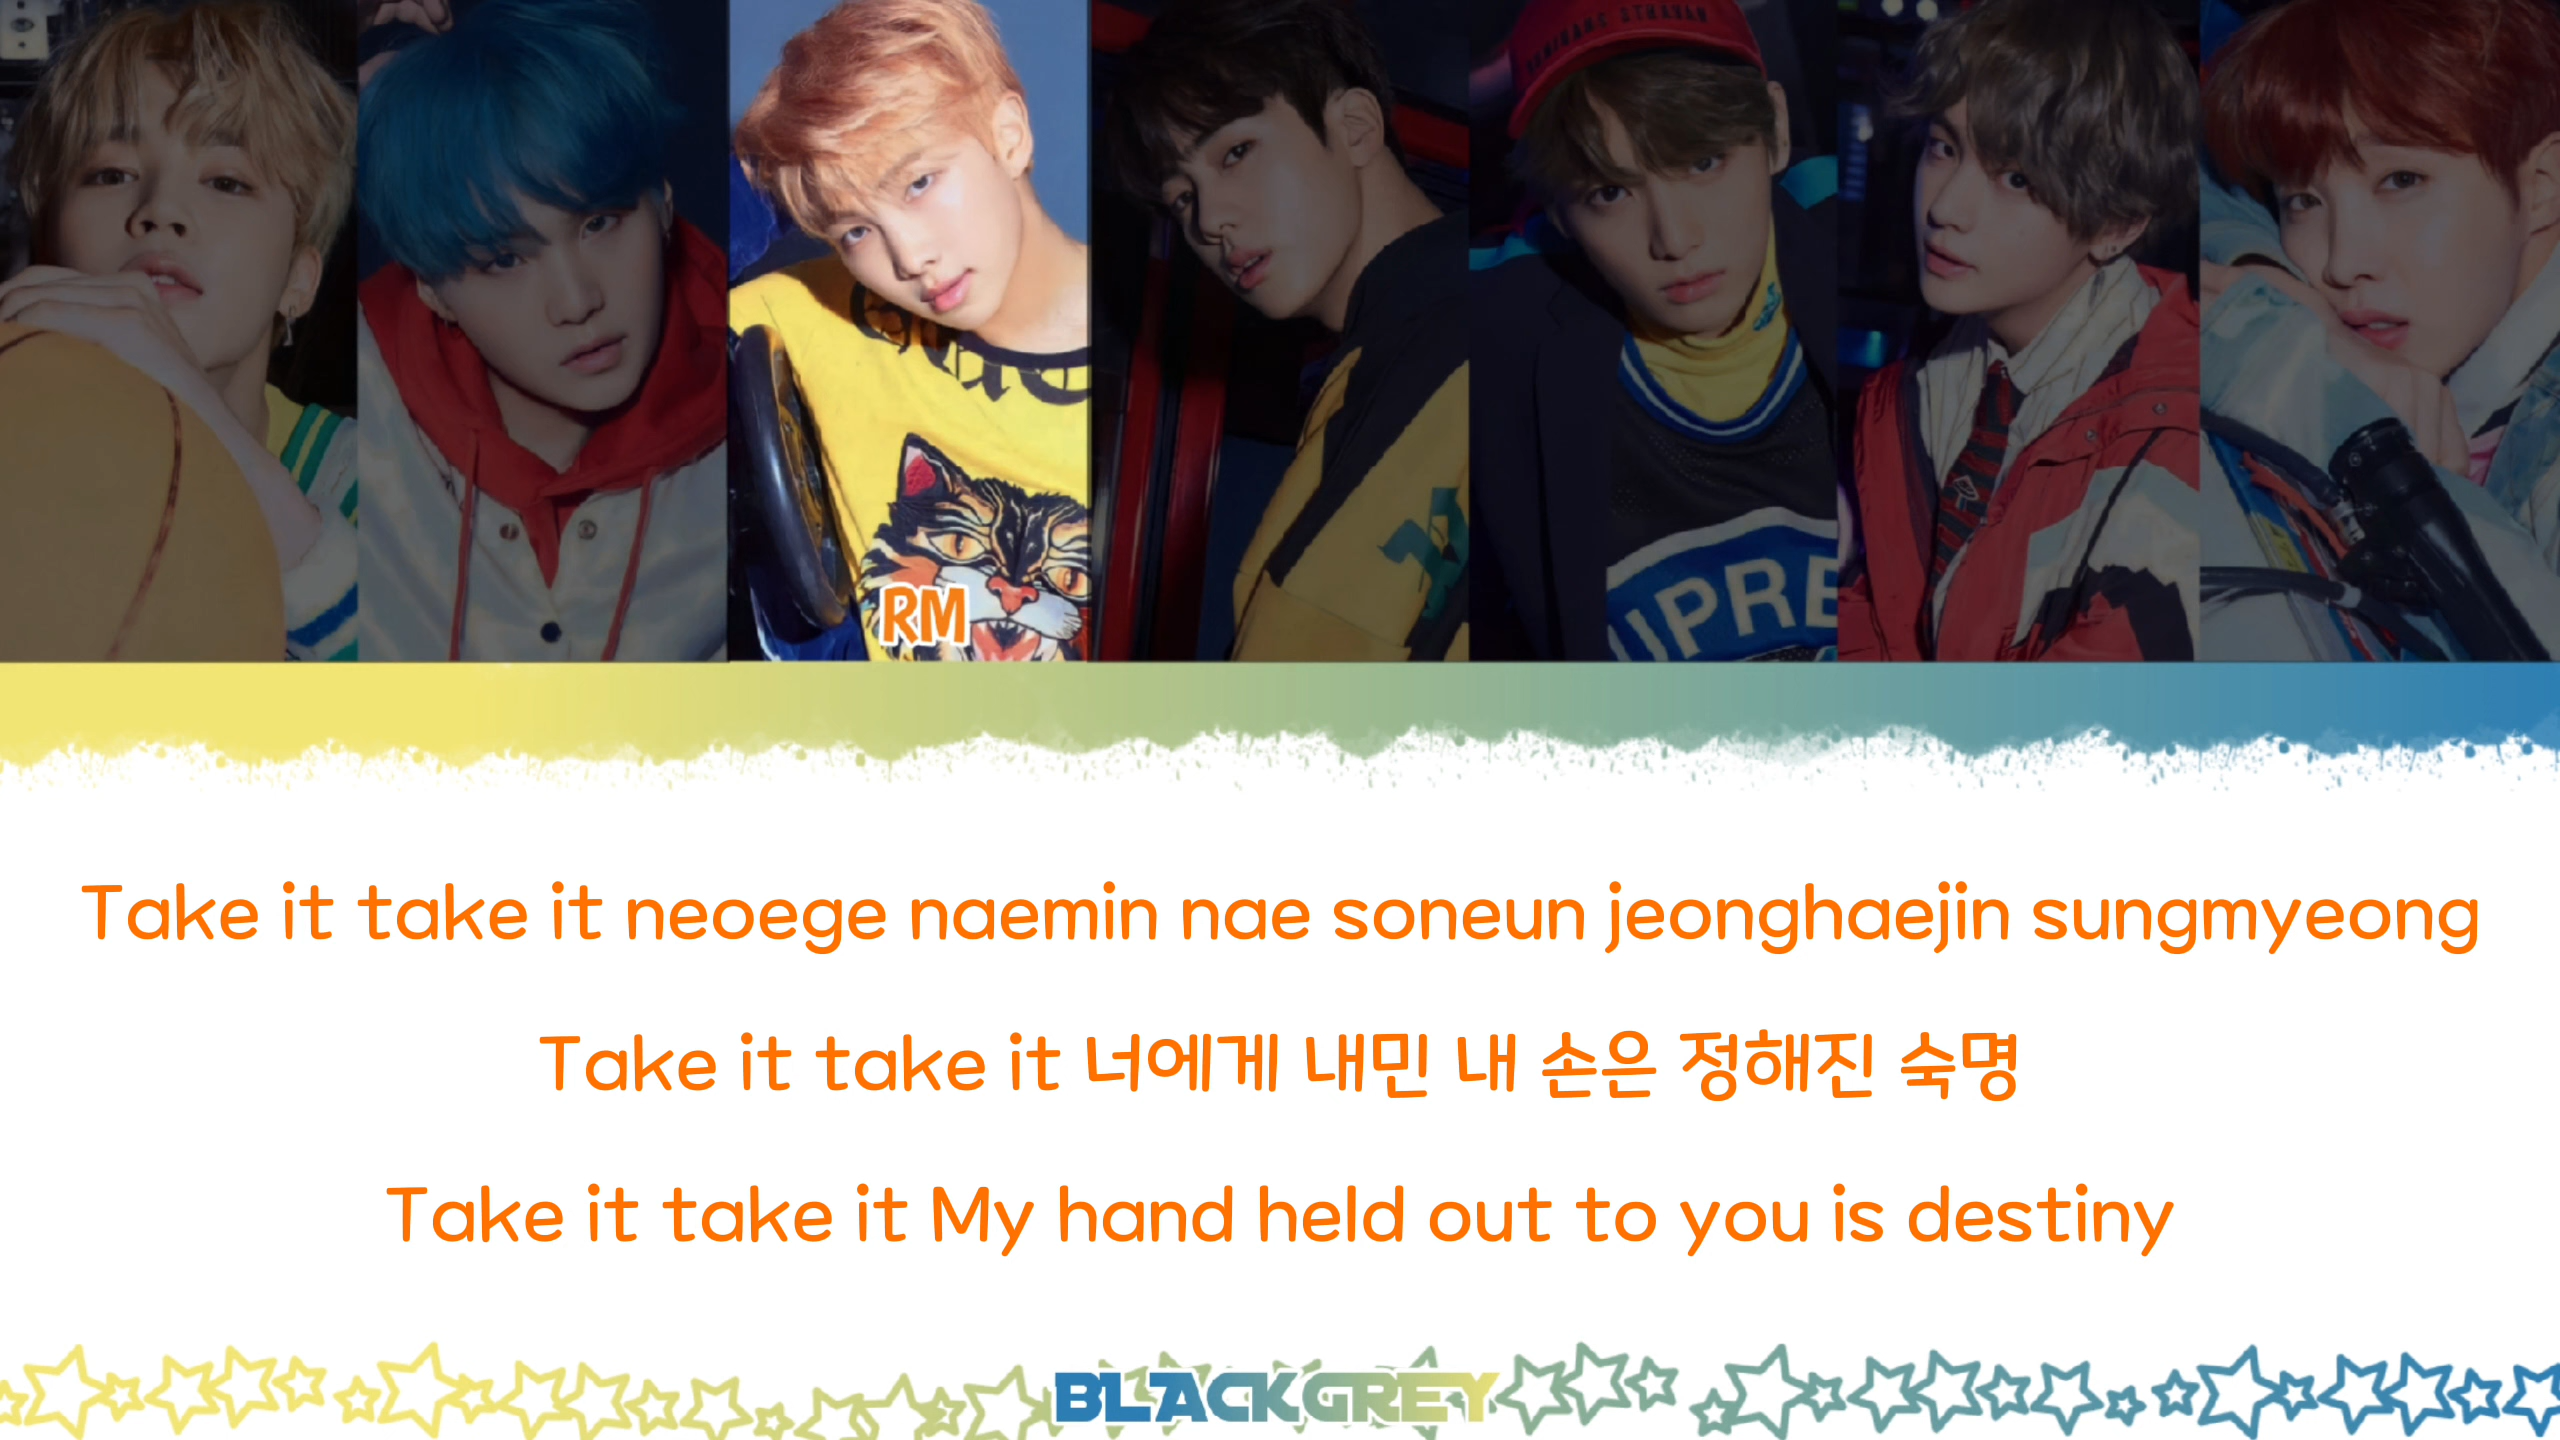 RM
UPRE
Take it take it neoege naemin nae soneun jeonghaejin sungmyeong
Take it take it 너에게 내민 내 손은 정해진 숙명
Take it take it My hand held out to you is destiny
BLACKGREY